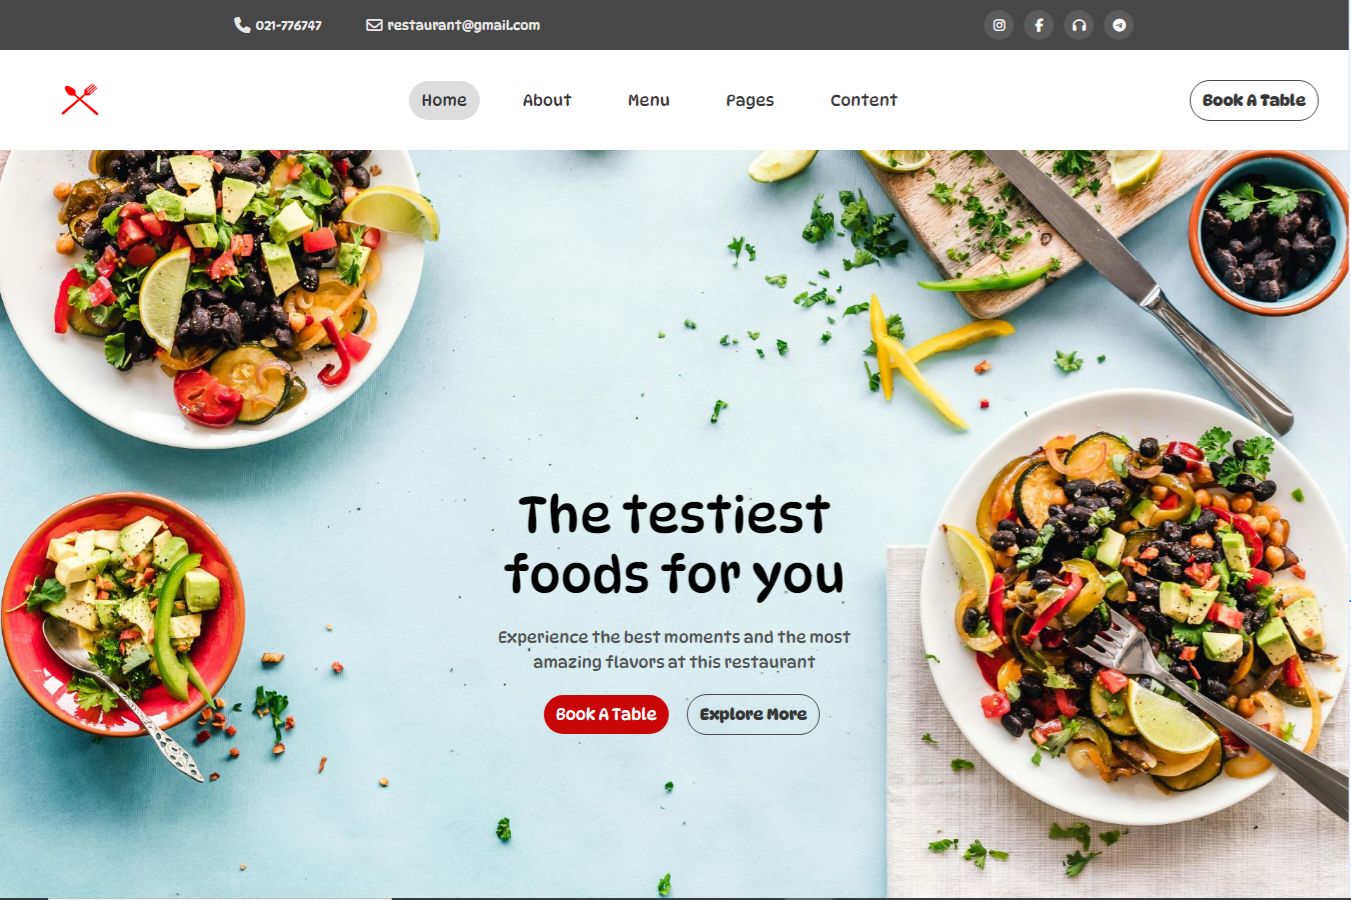 021-776747
restaurant@gmail.com
Home
About
Menu
Pages
Content
Book A Table
The testiest
foods for you
Experience the best moments and the most
amazing flavors at this restaurant
Book A Table
Explore More